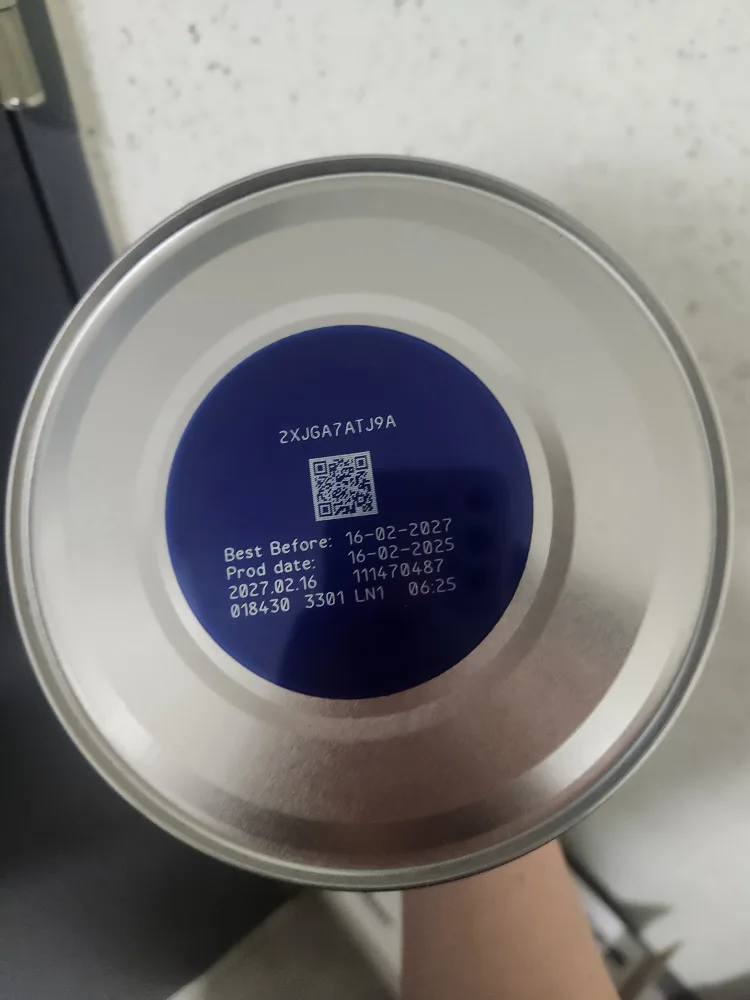 2XJGA7ATJ9A
Best Before: 16-02-2027
Prod date: 16-02-2025
2027.02.16 111470487
018430 3301 LN1 06:25